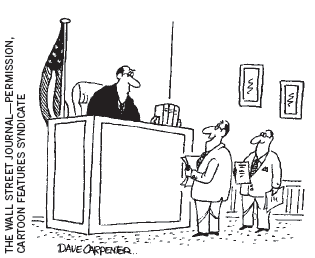 THE WALL STREET JOURNAL—PERMISSION,
CARTOON FEATURES SYNDICATE
DAVE CARPENTER...